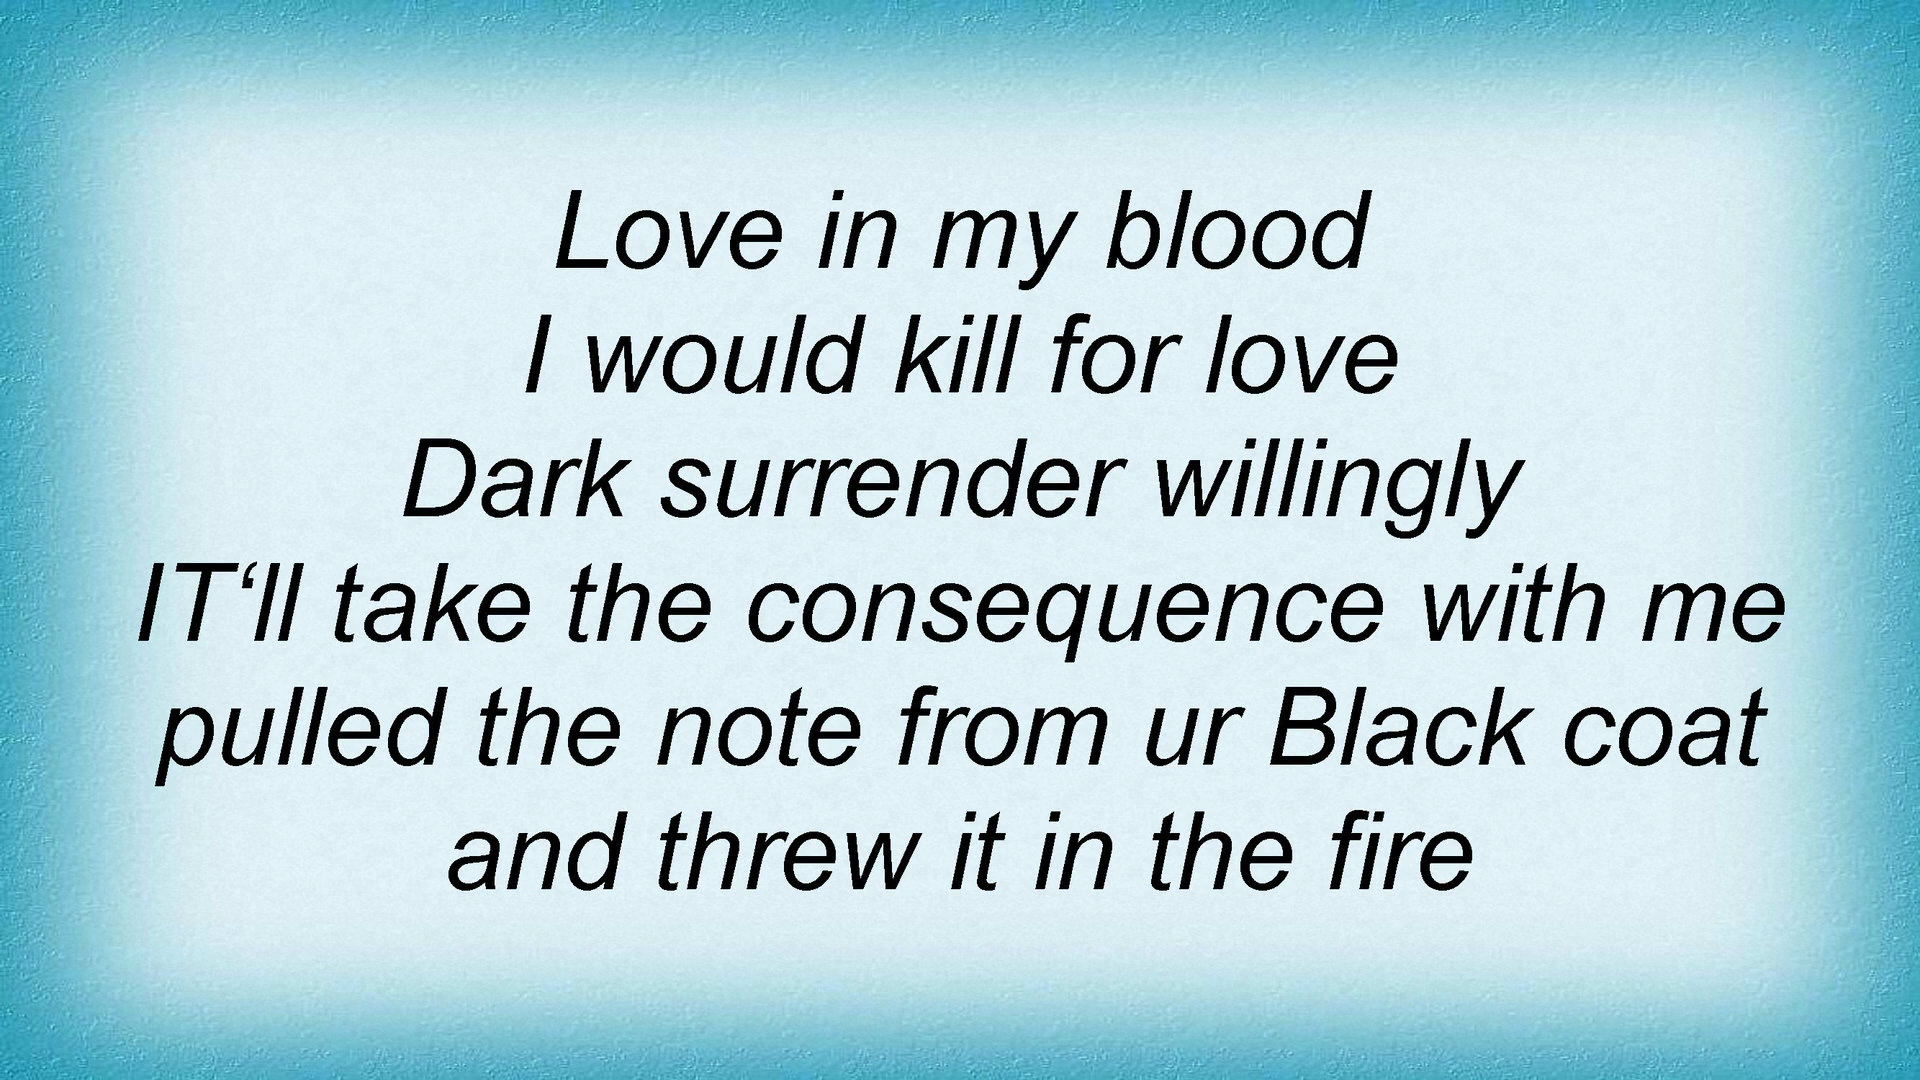 Love in my blood
I would kill for love
Dark surrender willingly
IT‘ll take the consequence with me
pulled the note from ur Black coat
and threw it in the fire